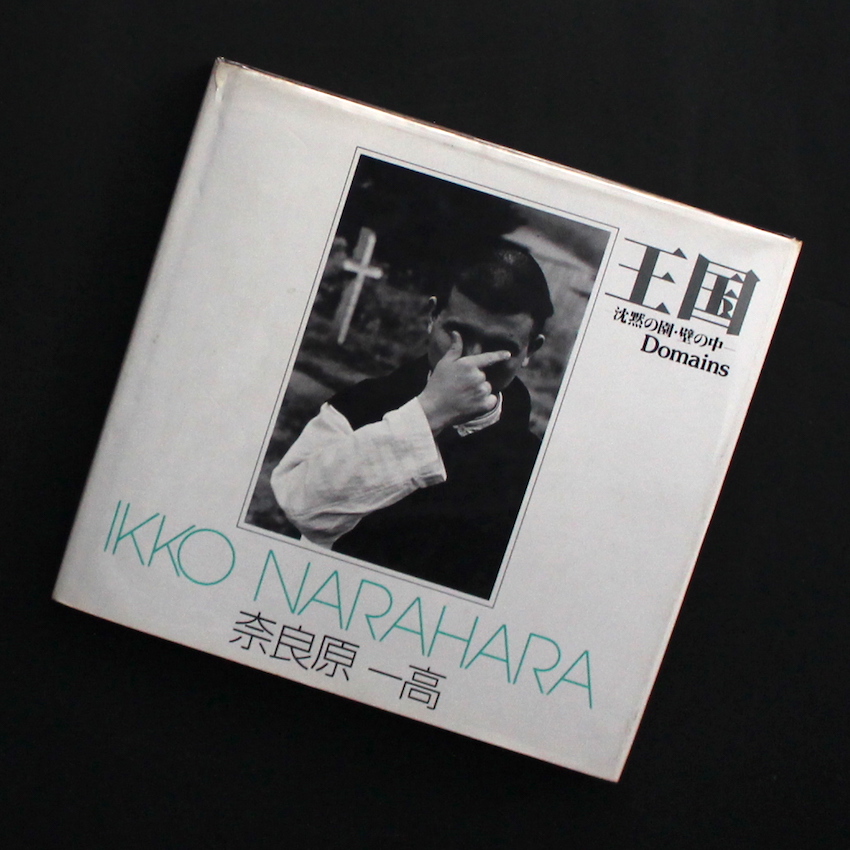 王国
沈黙の園・壁の中—
Domains
IKKO NARAHARA
奈良原 一高